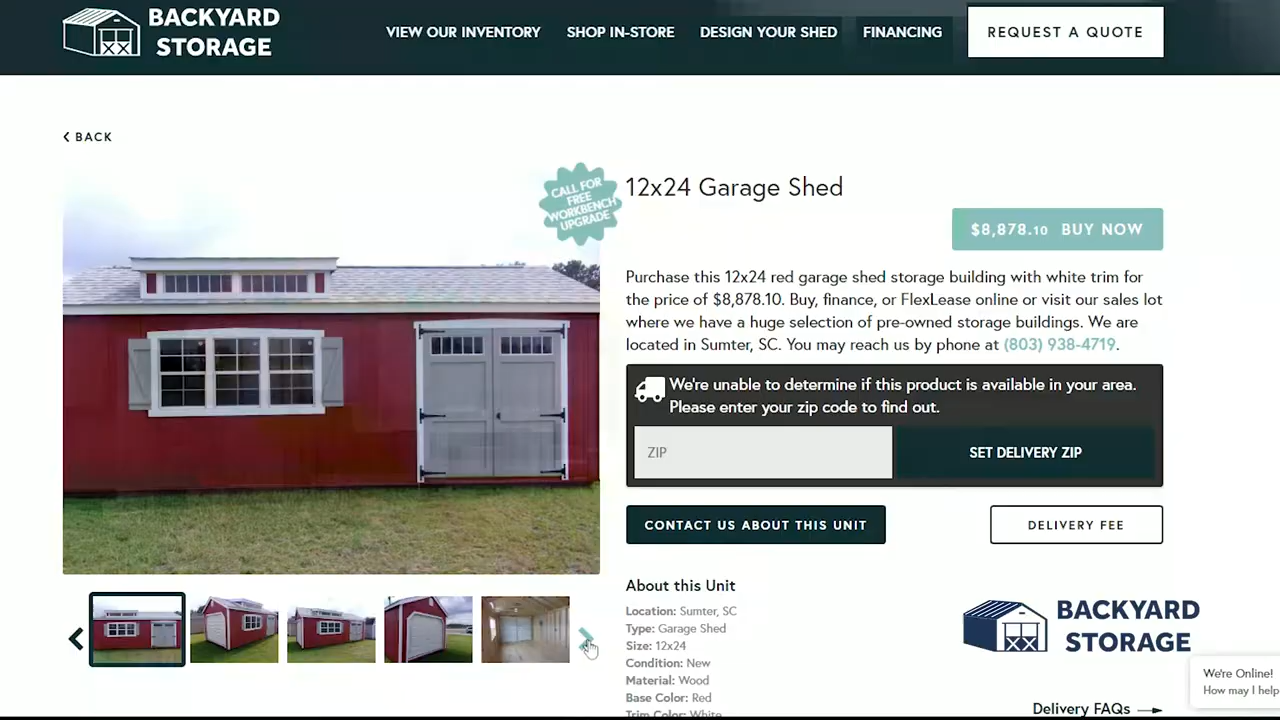 BACKYARD
STORAGE
VIEW OUR INVENTORY
SHOP IN-STORE
DESIGN YOUR SHED
FINANCING
REQUEST A QUOTE
BACK
CALL FOR
FREE
WORKBENCH
UPGRADE
12x24 Garage Shed
$8,878.10 BUY NOW
Purchase this 12x24 red garage shed storage building with white trim for
the price of $8,878.10. Buy, finance, or FlexLease online or visit our sales lot
where we have a huge selection of pre-owned storage buildings. We are
located in Sumter, SC. You may reach us by phone at (803) 938-4719.
We're unable to determine if this product is available in your area.
Please enter your zip code to find out.
ZIP
SET DELIVERY ZIP
CONTACT US ABOUT THIS UNIT
DELIVERY FEE
About this Unit
Location: Sumter, SC
Type: Garage Shed
Size: 12x24
Condition: New
Material: Wood
Base Color: Red
Trim Color: White
BACKYARD
STORAGE
We're Online!
How may I help
Delivery FAQs